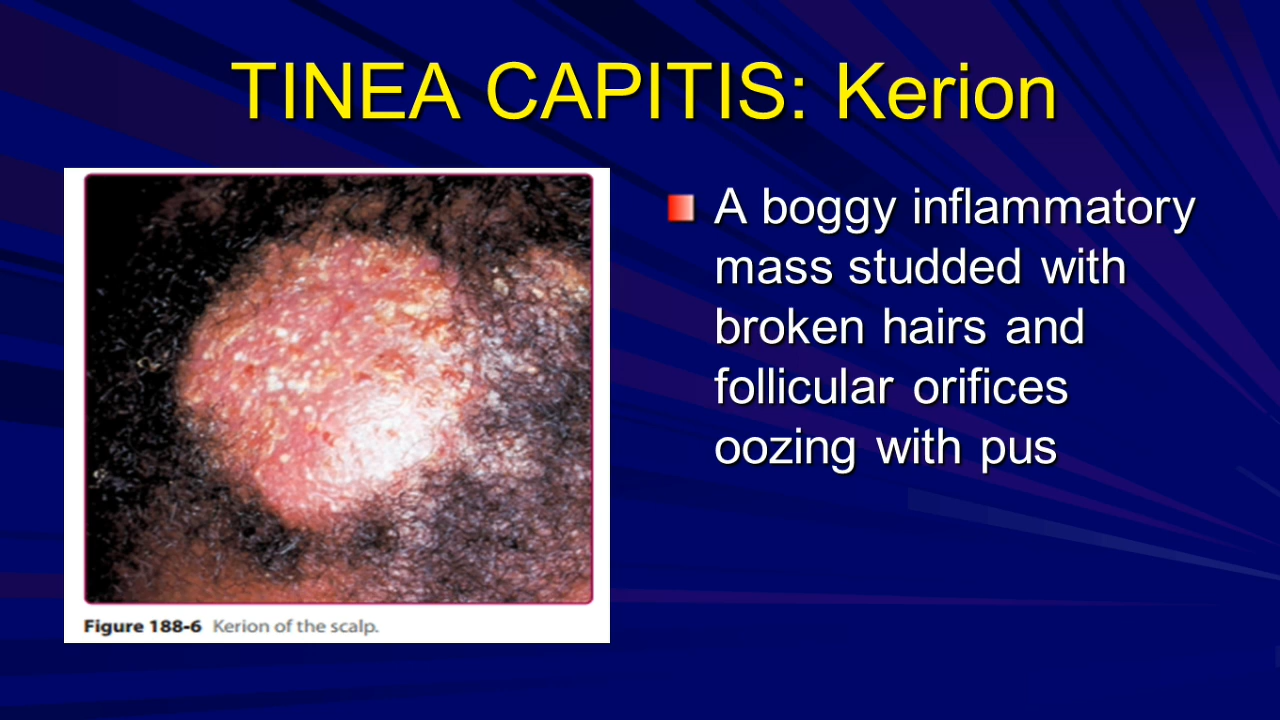 TINEA CAPITIS: Kerion
A boggy inflammatory
mass studded with
broken hairs and
follicular orifices
oozing with pus
Figure 188-6 Kerion of the scalp.